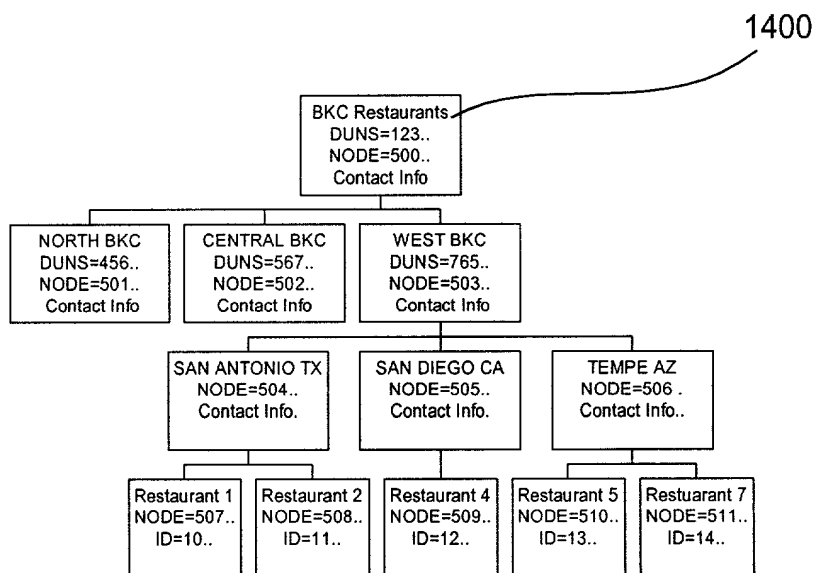 1400
BKC Restaurants
DUNS=123..
NODE=500..
Contact Info
NORTH BKC
DUNS=456..
NODE=501..
Contact Info
CENTRAL BKC
DUNS=567..
NODE=502..
Contact Info
WEST BKC
DUNS=765..
NODE=503..
Contact Info
SAN ANTONIO TX
NODE=504..
Contact Info.
SAN DIEGO CA
NODE=505..
Contact Info.
TEMPE AZ
NODE=506 .
Contact Info..
Restaurant 1
NODE=507..
ID=10..
Restaurant 2
NODE=508..
ID=11..
Restaurant 4
NODE=509..
ID=12..
Restaurant 5
NODE=510..
ID=13..
Restuarant 7
NODE=511..
ID=14..